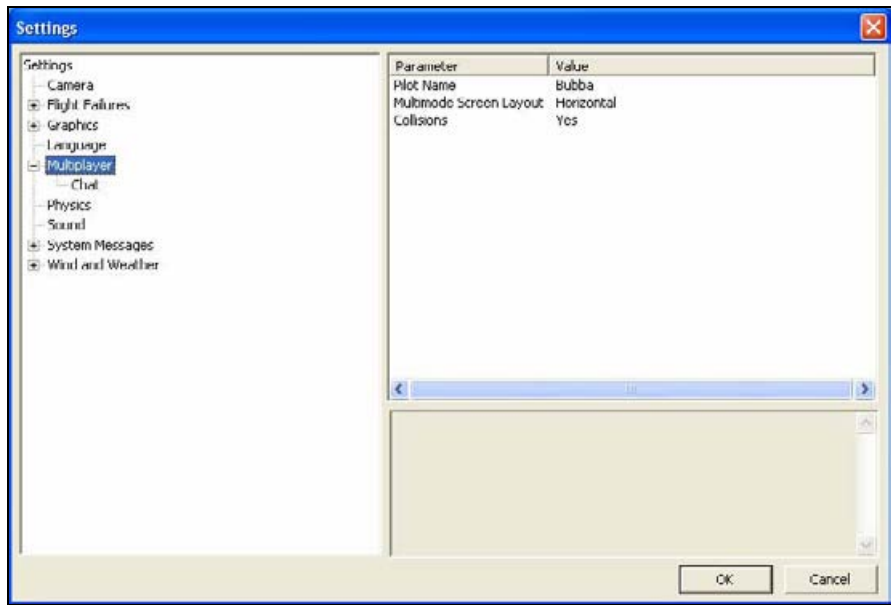 Settings
Settings
Camera
Flight Failures
Graphics
Language
Multiplayer
Chat
Physics
Sound
System Messages
Wind and Weather
Parameter Value
Pilot Name Bubba
Multimode Screen Layout Horizontal
Collisions Yes
OK Cancel